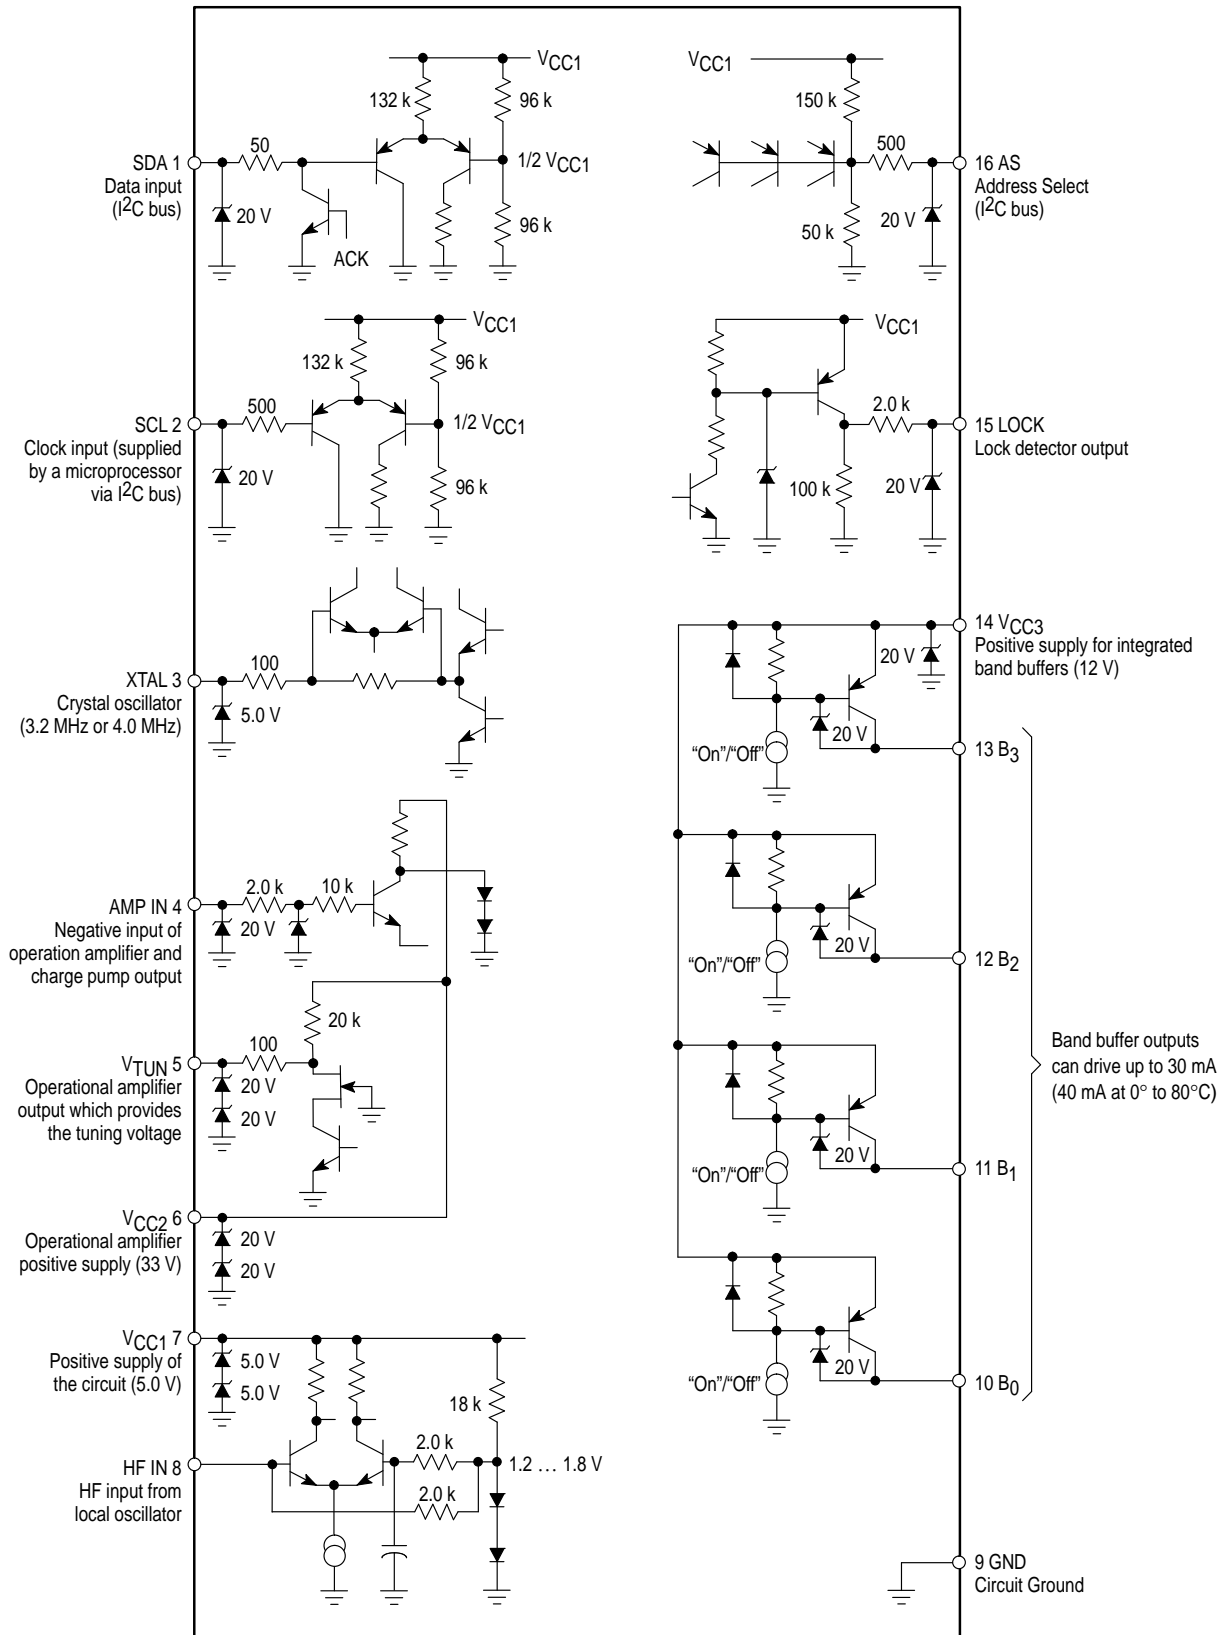 VCC1
132 k
96 k
50
SDA 1
Data input
(I2C bus)
20 V
ACK
1/2 VCC1
96 k
VCC1
150 k
500
16 AS
Address Select
(I2C bus)
50 k
20 V
VCC1
132 k
96 k
500
SCL 2
Clock input (supplied
by a microprocessor
via I2C bus)
20 V
1/2 VCC1
96 k
VCC1
2.0 k
15 LOCK
Lock detector output
100 k
20 V
100
XTAL 3
Crystal oscillator
(3.2 MHz or 4.0 MHz)
5.0 V
14 VCC3
Positive supply for integrated
band buffers (12 V)
20 V
20 V
“On”/“Off”
13 B3
2.0 k
10 k
AMP IN 4
Negative input of
operation amplifier and
charge pump output
20 V
20 V
“On”/“Off”
12 B2
20 k
100
VTUN 5
Operational amplifier
output which provides
the tuning voltage
20 V
20 V
Band buffer outputs
can drive up to 30 mA
(40 mA at 0° to 80°C)
20 V
“On”/“Off”
11 B1
VCC2 6
Operational amplifier
positive supply (33 V)
20 V
20 V
VCC1 7
Positive supply of
the circuit (5.0 V)
5.0 V
5.0 V
20 V
“On”/“Off”
10 B0
18 k
2.0 k
1.2 … 1.8 V
HF IN 8
HF input from
local oscillator
2.0 k
9 GND
Circuit Ground